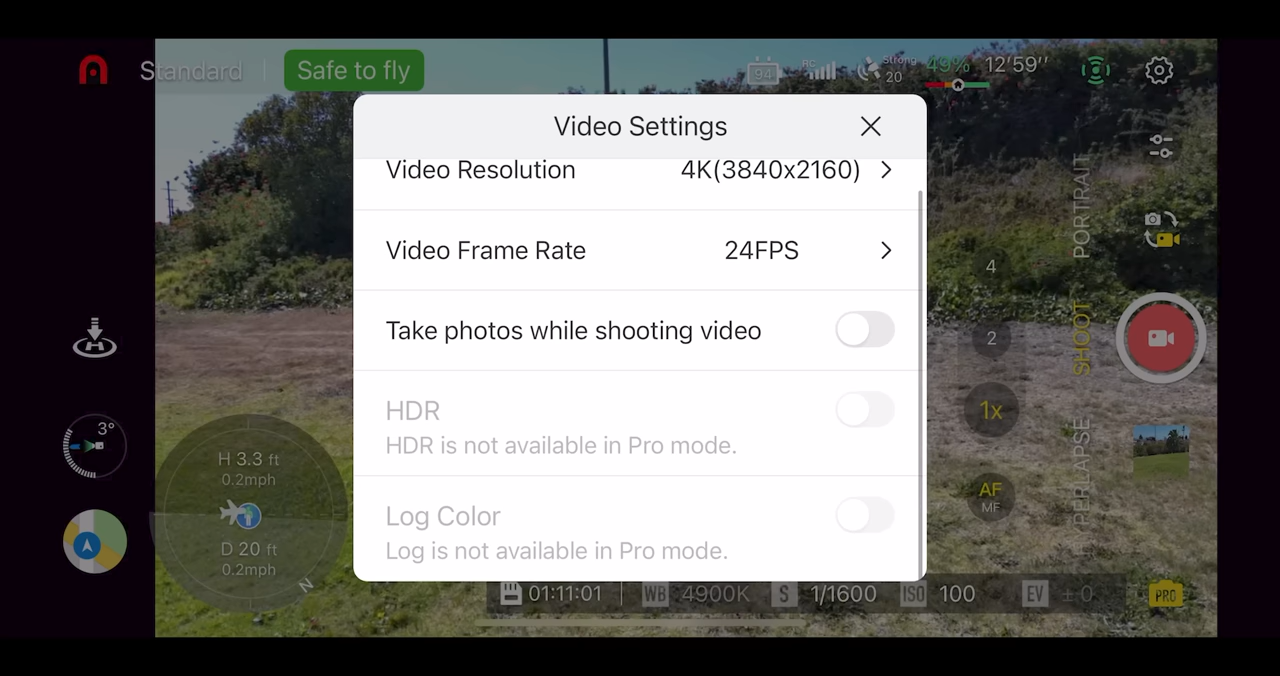 Standard
Safe to fly
94
RC
Strong
20
49%
12'59''
Video Settings
Video Resolution 4K(3840x2160)
Video Frame Rate 24FPS
Take photos while shooting video
HDR
HDR is not available in Pro mode.
Log Color
Log is not available in Pro mode.
3°
H 3.3 ft
0.2mph
D 20 ft
0.2mph
N
4
2
1x
AF
MF
PORTRAIT
SHOOT
PERLAPSE
01:11:01 WB 4900K S 1/1600 ISO 100 EV ±0
PRO